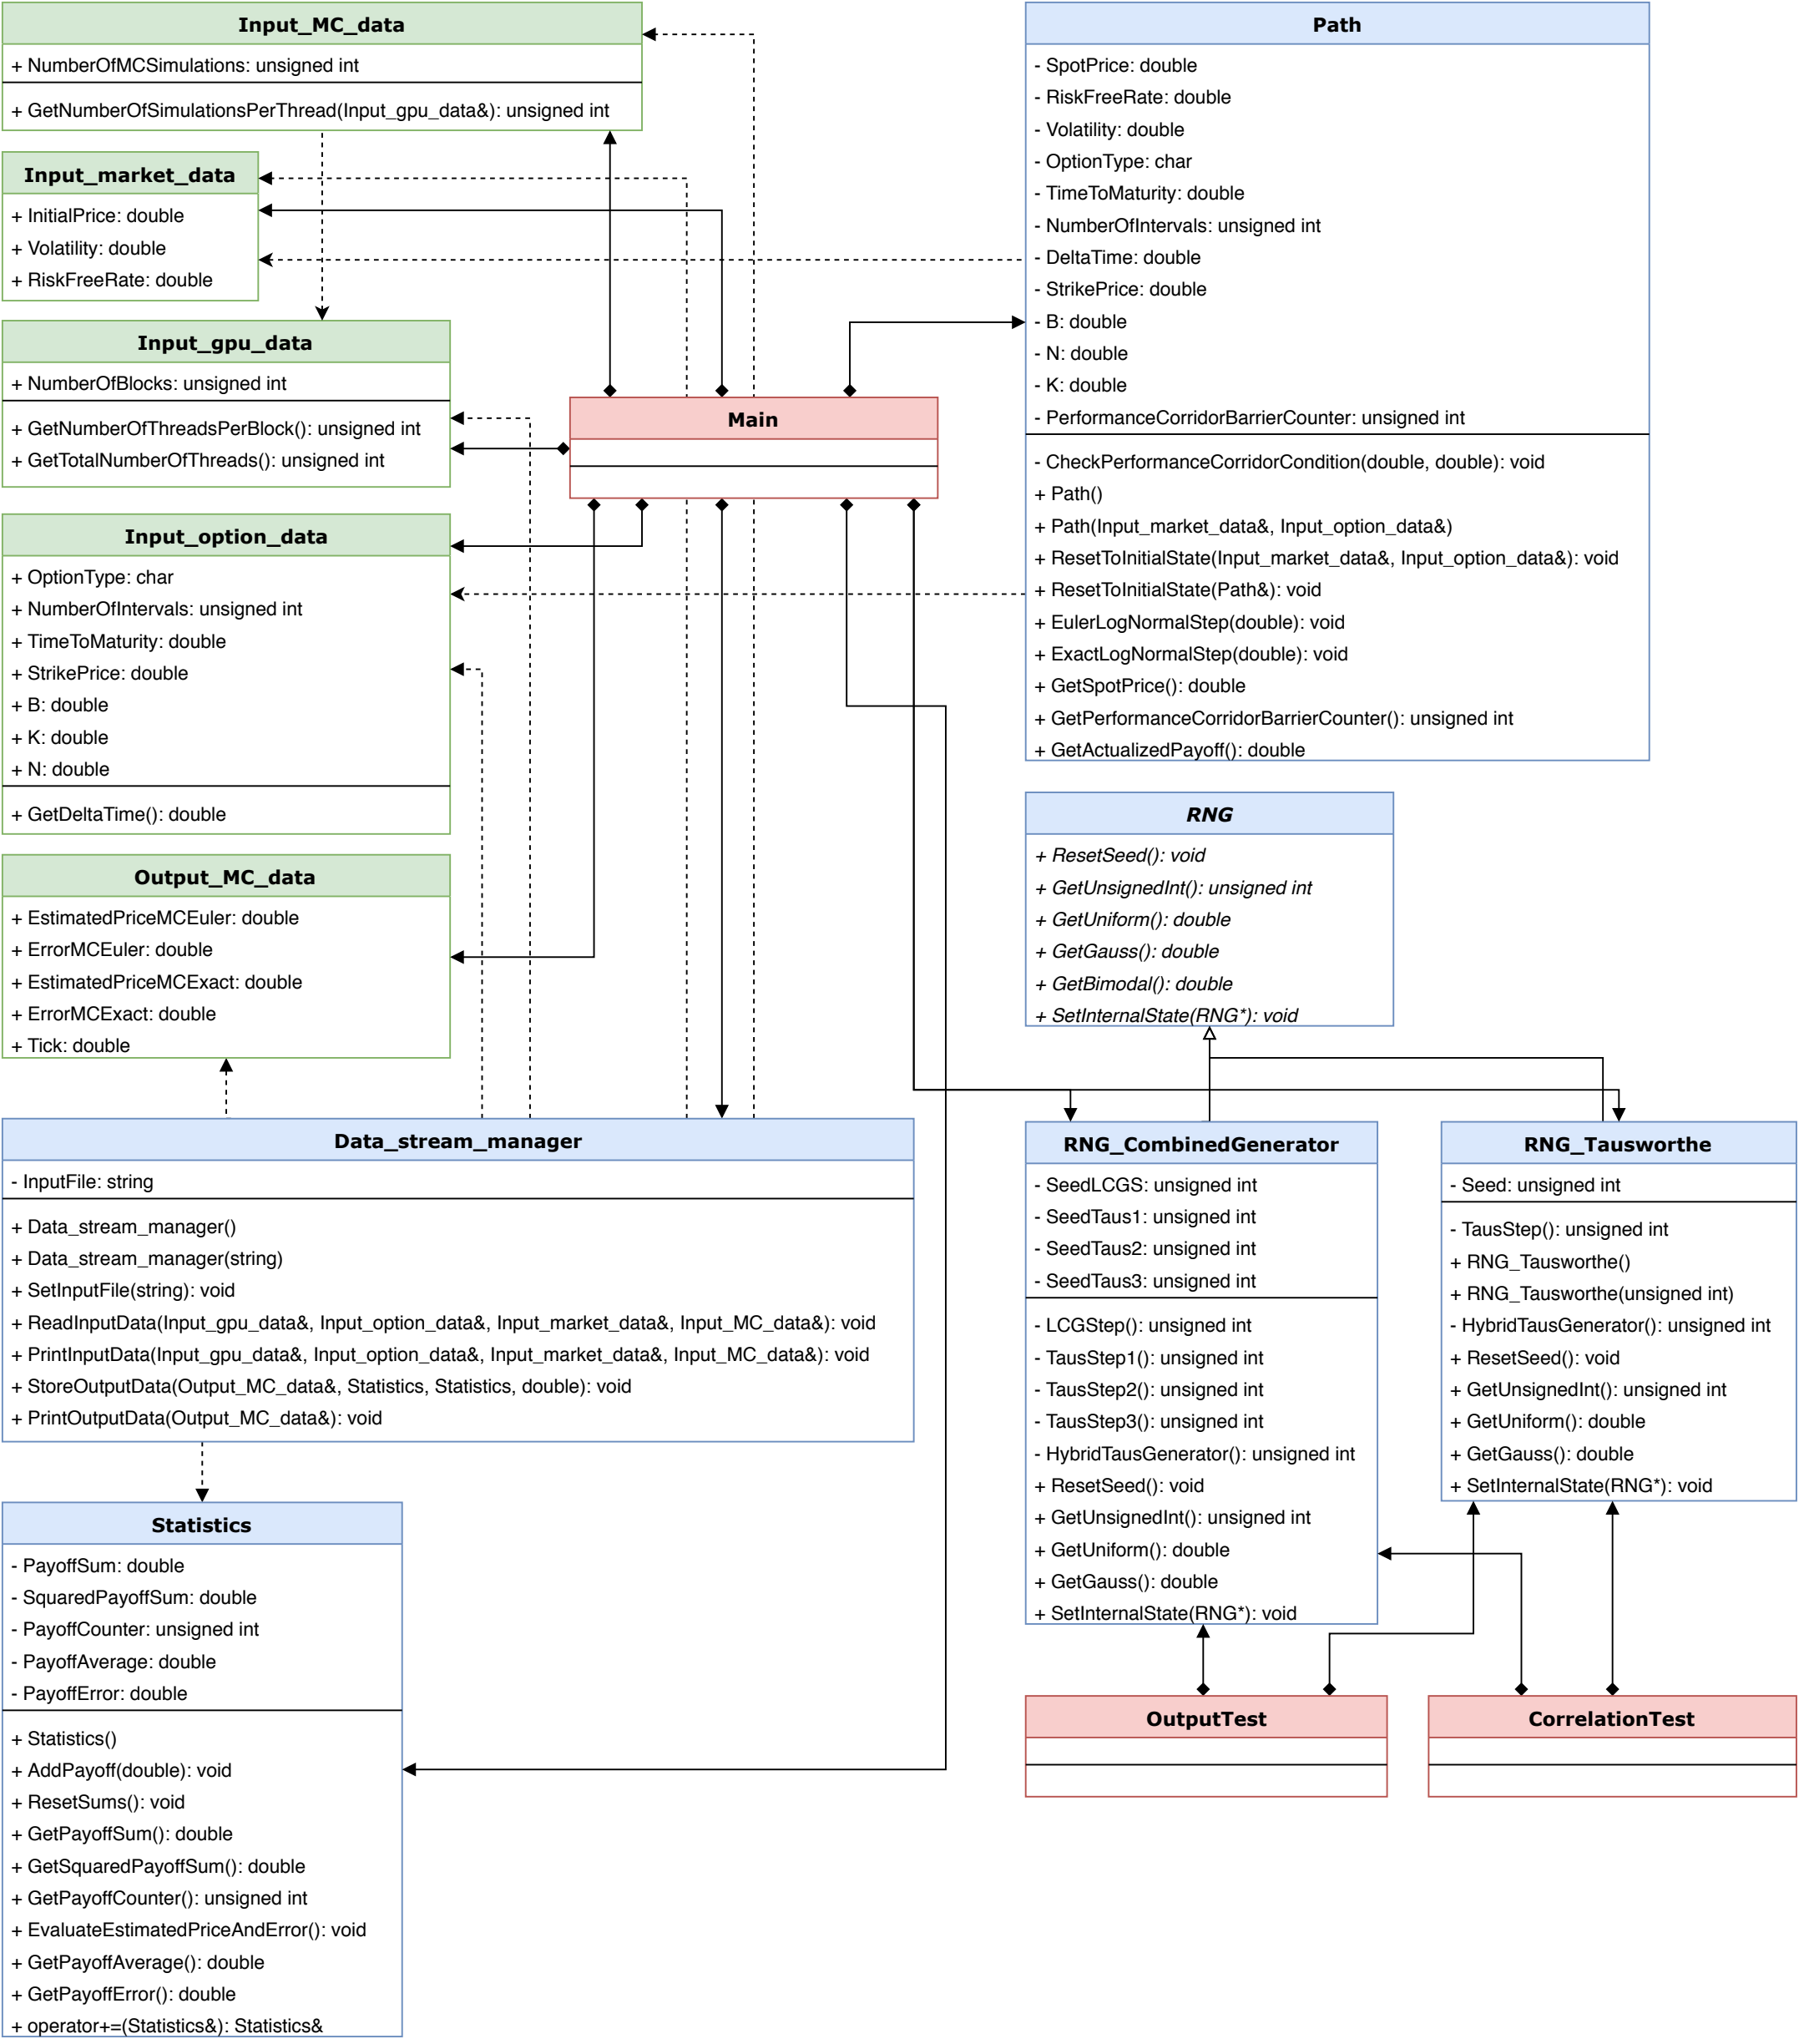 Input_MC_data
+ NumberOfMCSimulations: unsigned int
+ GetNumberOfSimulationsPerThread(Input_gpu_data&): unsigned int
Input_market_data
+ InitialPrice: double
+ Volatility: double
+ RiskFreeRate: double
Input_gpu_data
+ NumberOfBlocks: unsigned int
+ GetNumberOfThreadsPerBlock(): unsigned int
+ GetTotalNumberOfThreads(): unsigned int
Input_option_data
+ OptionType: char
+ NumberOfIntervals: unsigned int
+ TimeToMaturity: double
+ StrikePrice: double
+ B: double
+ K: double
+ N: double
+ GetDeltaTime(): double
Output_MC_data
+ EstimatedPriceMCEuler: double
+ ErrorMCEuler: double
+ EstimatedPriceMCExact: double
+ ErrorMCExact: double
+ Tick: double
Main
Path
- SpotPrice: double
- RiskFreeRate: double
- Volatility: double
- OptionType: char
- TimeToMaturity: double
- NumberOfIntervals: unsigned int
- DeltaTime: double
- StrikePrice: double
- B: double
- N: double
- K: double
- PerformanceCorridorBarrierCounter: unsigned int
- CheckPerformanceCorridorCondition(double, double): void
+ Path()
+ Path(Input_market_data&, Input_option_data&)
+ ResetToInitialState(Input_market_data&, Input_option_data&): void
+ ResetToInitialState(Path&): void
+ EulerLogNormalStep(double): void
+ ExactLogNormalStep(double): void
+ GetSpotPrice(): double
+ GetPerformanceCorridorBarrierCounter(): unsigned int
+ GetActualizedPayoff(): double
RNG
+ ResetSeed(): void
+ GetUnsignedInt(): unsigned int
+ GetUniform(): double
+ GetGauss(): double
+ GetBimodal(): double
+ SetInternalState(RNG*): void
Data_stream_manager
- InputFile: string
+ Data_stream_manager()
+ Data_stream_manager(string)
+ SetInputFile(string): void
+ ReadInputData(Input_gpu_data&, Input_option_data&, Input_market_data&, Input_MC_data&): void
+ PrintInputData(Input_gpu_data&, Input_option_data&, Input_market_data&, Input_MC_data&): void
+ StoreOutputData(Output_MC_data&, Statistics, Statistics, double): void
+ PrintOutputData(Output_MC_data&): void
RNG_CombinedGenerator
- SeedLCGS: unsigned int
- SeedTaus1: unsigned int
- SeedTaus2: unsigned int
- SeedTaus3: unsigned int
- LCGStep(): unsigned int
- TausStep1(): unsigned int
- TausStep2(): unsigned int
- TausStep3(): unsigned int
- HybridTausGenerator(): unsigned int
+ ResetSeed(): void
+ GetUnsignedInt(): unsigned int
+ GetUniform(): double
+ GetGauss(): double
+ SetInternalState(RNG*): void
RNG_Tausworthe
- Seed: unsigned int
- TausStep(): unsigned int
+ RNG_Tausworthe()
+ RNG_Tausworthe(unsigned int)
- HybridTausGenerator(): unsigned int
+ ResetSeed(): void
+ GetUnsignedInt(): unsigned int
+ GetUniform(): double
+ GetGauss(): double
+ SetInternalState(RNG*): void
Statistics
- PayoffSum: double
- SquaredPayoffSum: double
- PayoffCounter: unsigned int
- PayoffAverage: double
- PayoffError: double
+ Statistics()
+ AddPayoff(double): void
+ ResetSums(): void
+ GetPayoffSum(): double
+ GetSquaredPayoffSum(): double
+ GetPayoffCounter(): unsigned int
+ EvaluateEstimatedPriceAndError(): void
+ GetPayoffAverage(): double
+ GetPayoffError(): double
+ operator+=(Statistics&): Statistics&
OutputTest
CorrelationTest